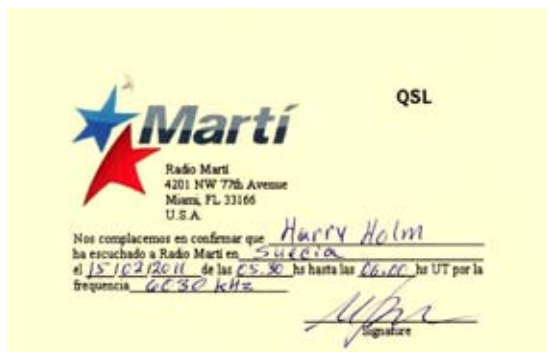 QSL
Martí
Radio Martí
4201 NW 77th Avenue
Miami, FL 33166
U.S.A.
Nos complacemos en confirmar que Harry Holm
ha escuchado a Radio Martí en Suecia
el 15/02/2011 de las 05.30 hs hasta las 06.00 hs UT por la
frequencia 6030 kHz
Signature